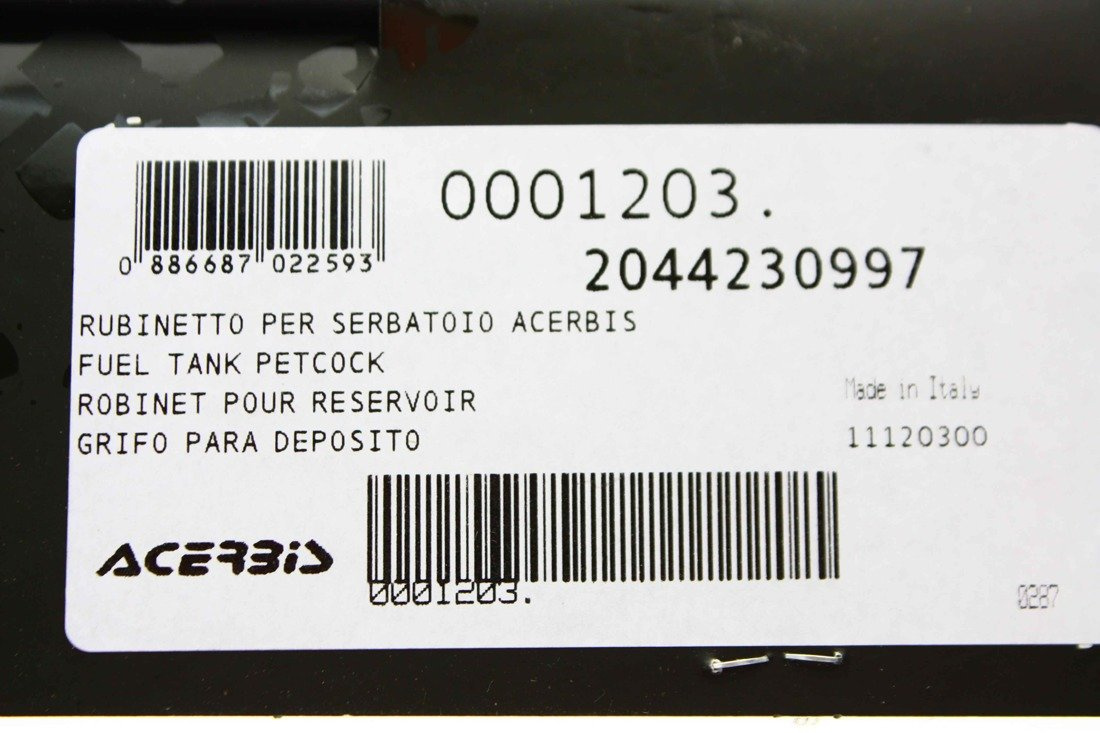 0001203.
0 886687 022593
2044230997
RUBINETTO PER SERBATOIO ACERBIS
FUEL TANK PETCOCK
ROBINET POUR RESERVOIR
GRIFO PARA DEPOSITO
Made in Italy
11120300
ACERBIS
0001203.
0287